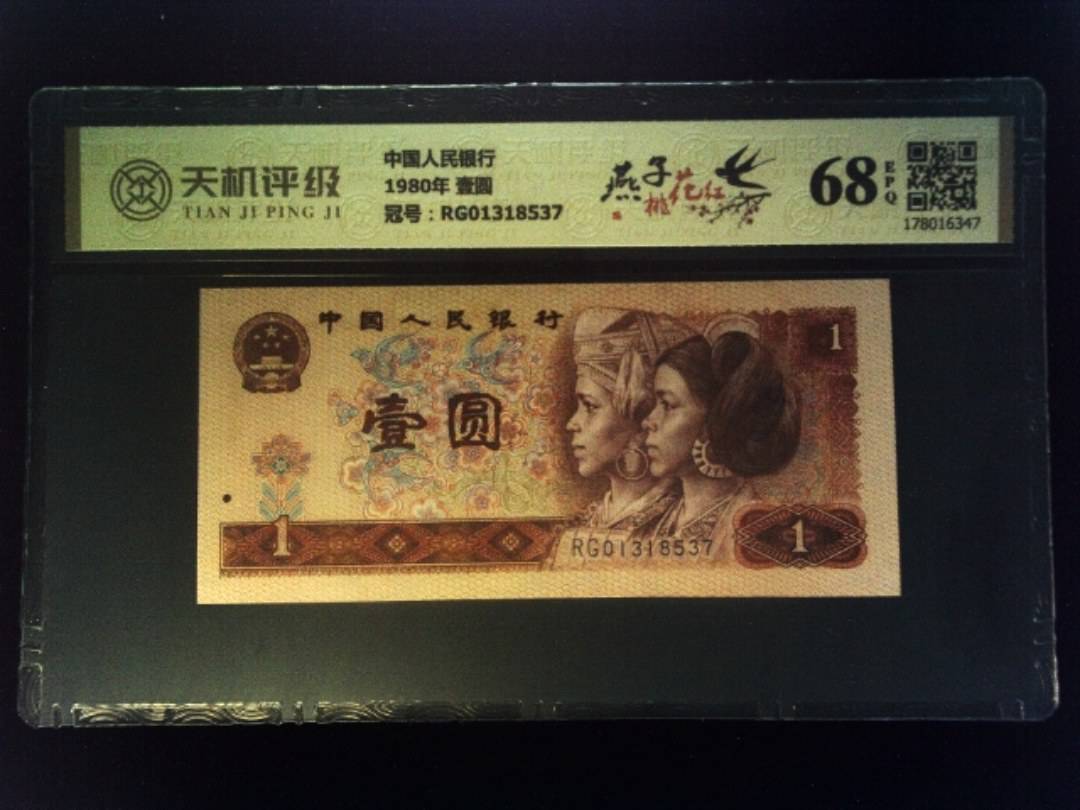 天机评级
TIAN JI PING JI
中国人民银行
1980年 壹圆
冠号：RG01318537
燕子
桃花红
68
EPQ
178016347
中国人民银行
1
壹圆
1
RG01318537
1